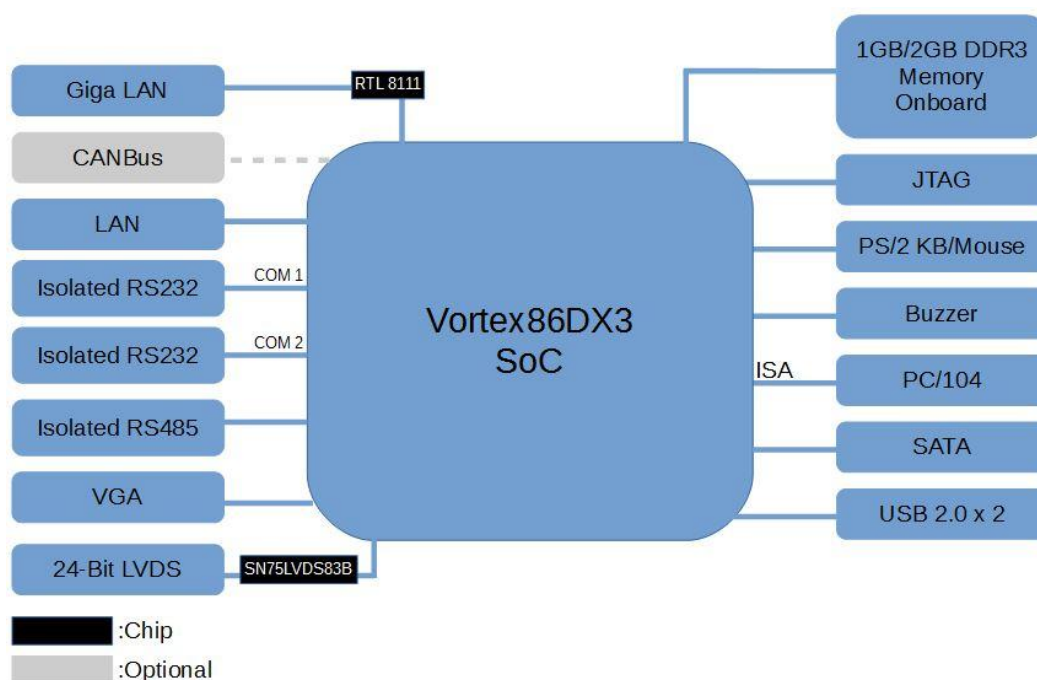 Giga LAN
RTL 8111
CANBus
LAN
Isolated RS232
COM 1
Isolated RS232
COM 2
Isolated RS485
VGA
24-Bit LVDS
SN75LVDS83B
Vortex86DX3
SoC
1GB/2GB DDR3
Memory
Onboard
JTAG
PS/2 KB/Mouse
Buzzer
ISA
PC/104
SATA
USB 2.0 x 2
:Chip
:Optional